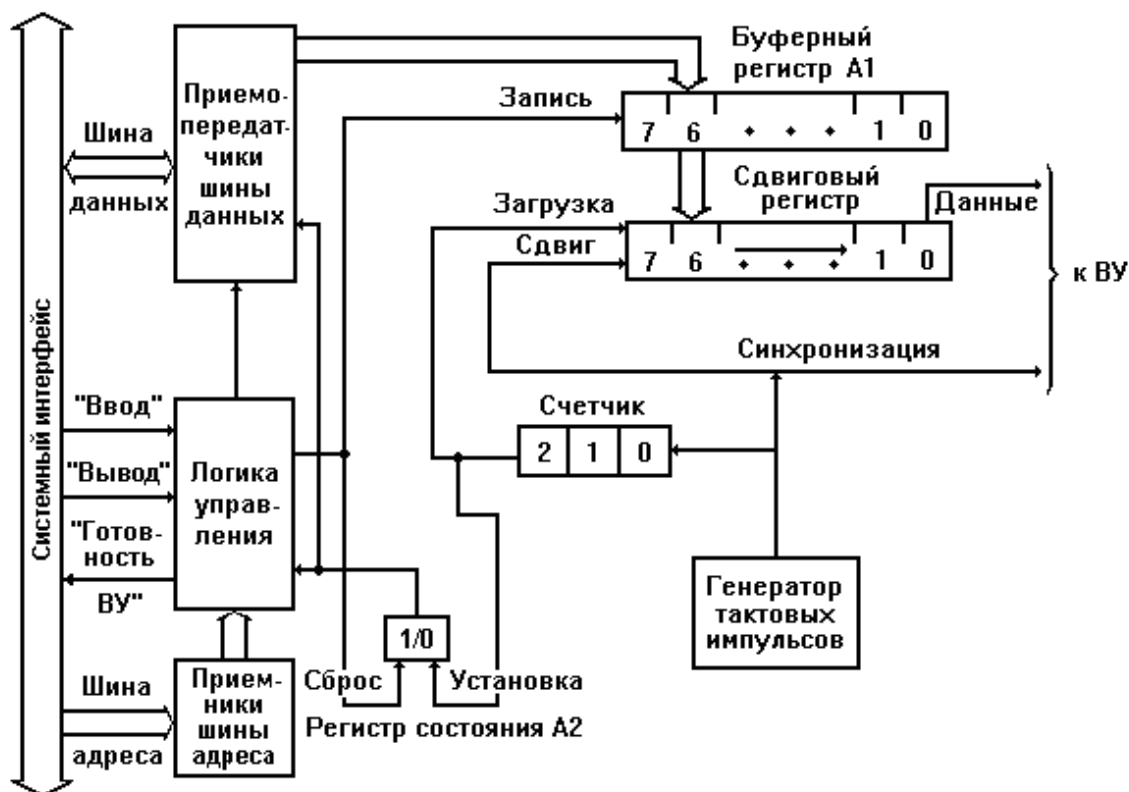 Системный интерфейс
Приемо-
передат-
чики
шины
данных
Шина
данных
"Ввод"
"Вывод"
"Готов-
ность
ВУ"
Логика
управ-
ления
Шина
адреса
Прием-
ники
шины
адреса
Буферный
регистр А1
Запись
7 6 1 0
Загрузка
Сдвиг
Сдвиговый
регистр
7 6 1 0
Данные
к ВУ
Синхронизация
Счетчик
2 1 0
Генератор
тактовых
импульсов
1/0
Сброс
Установка
Регистр состояния А2